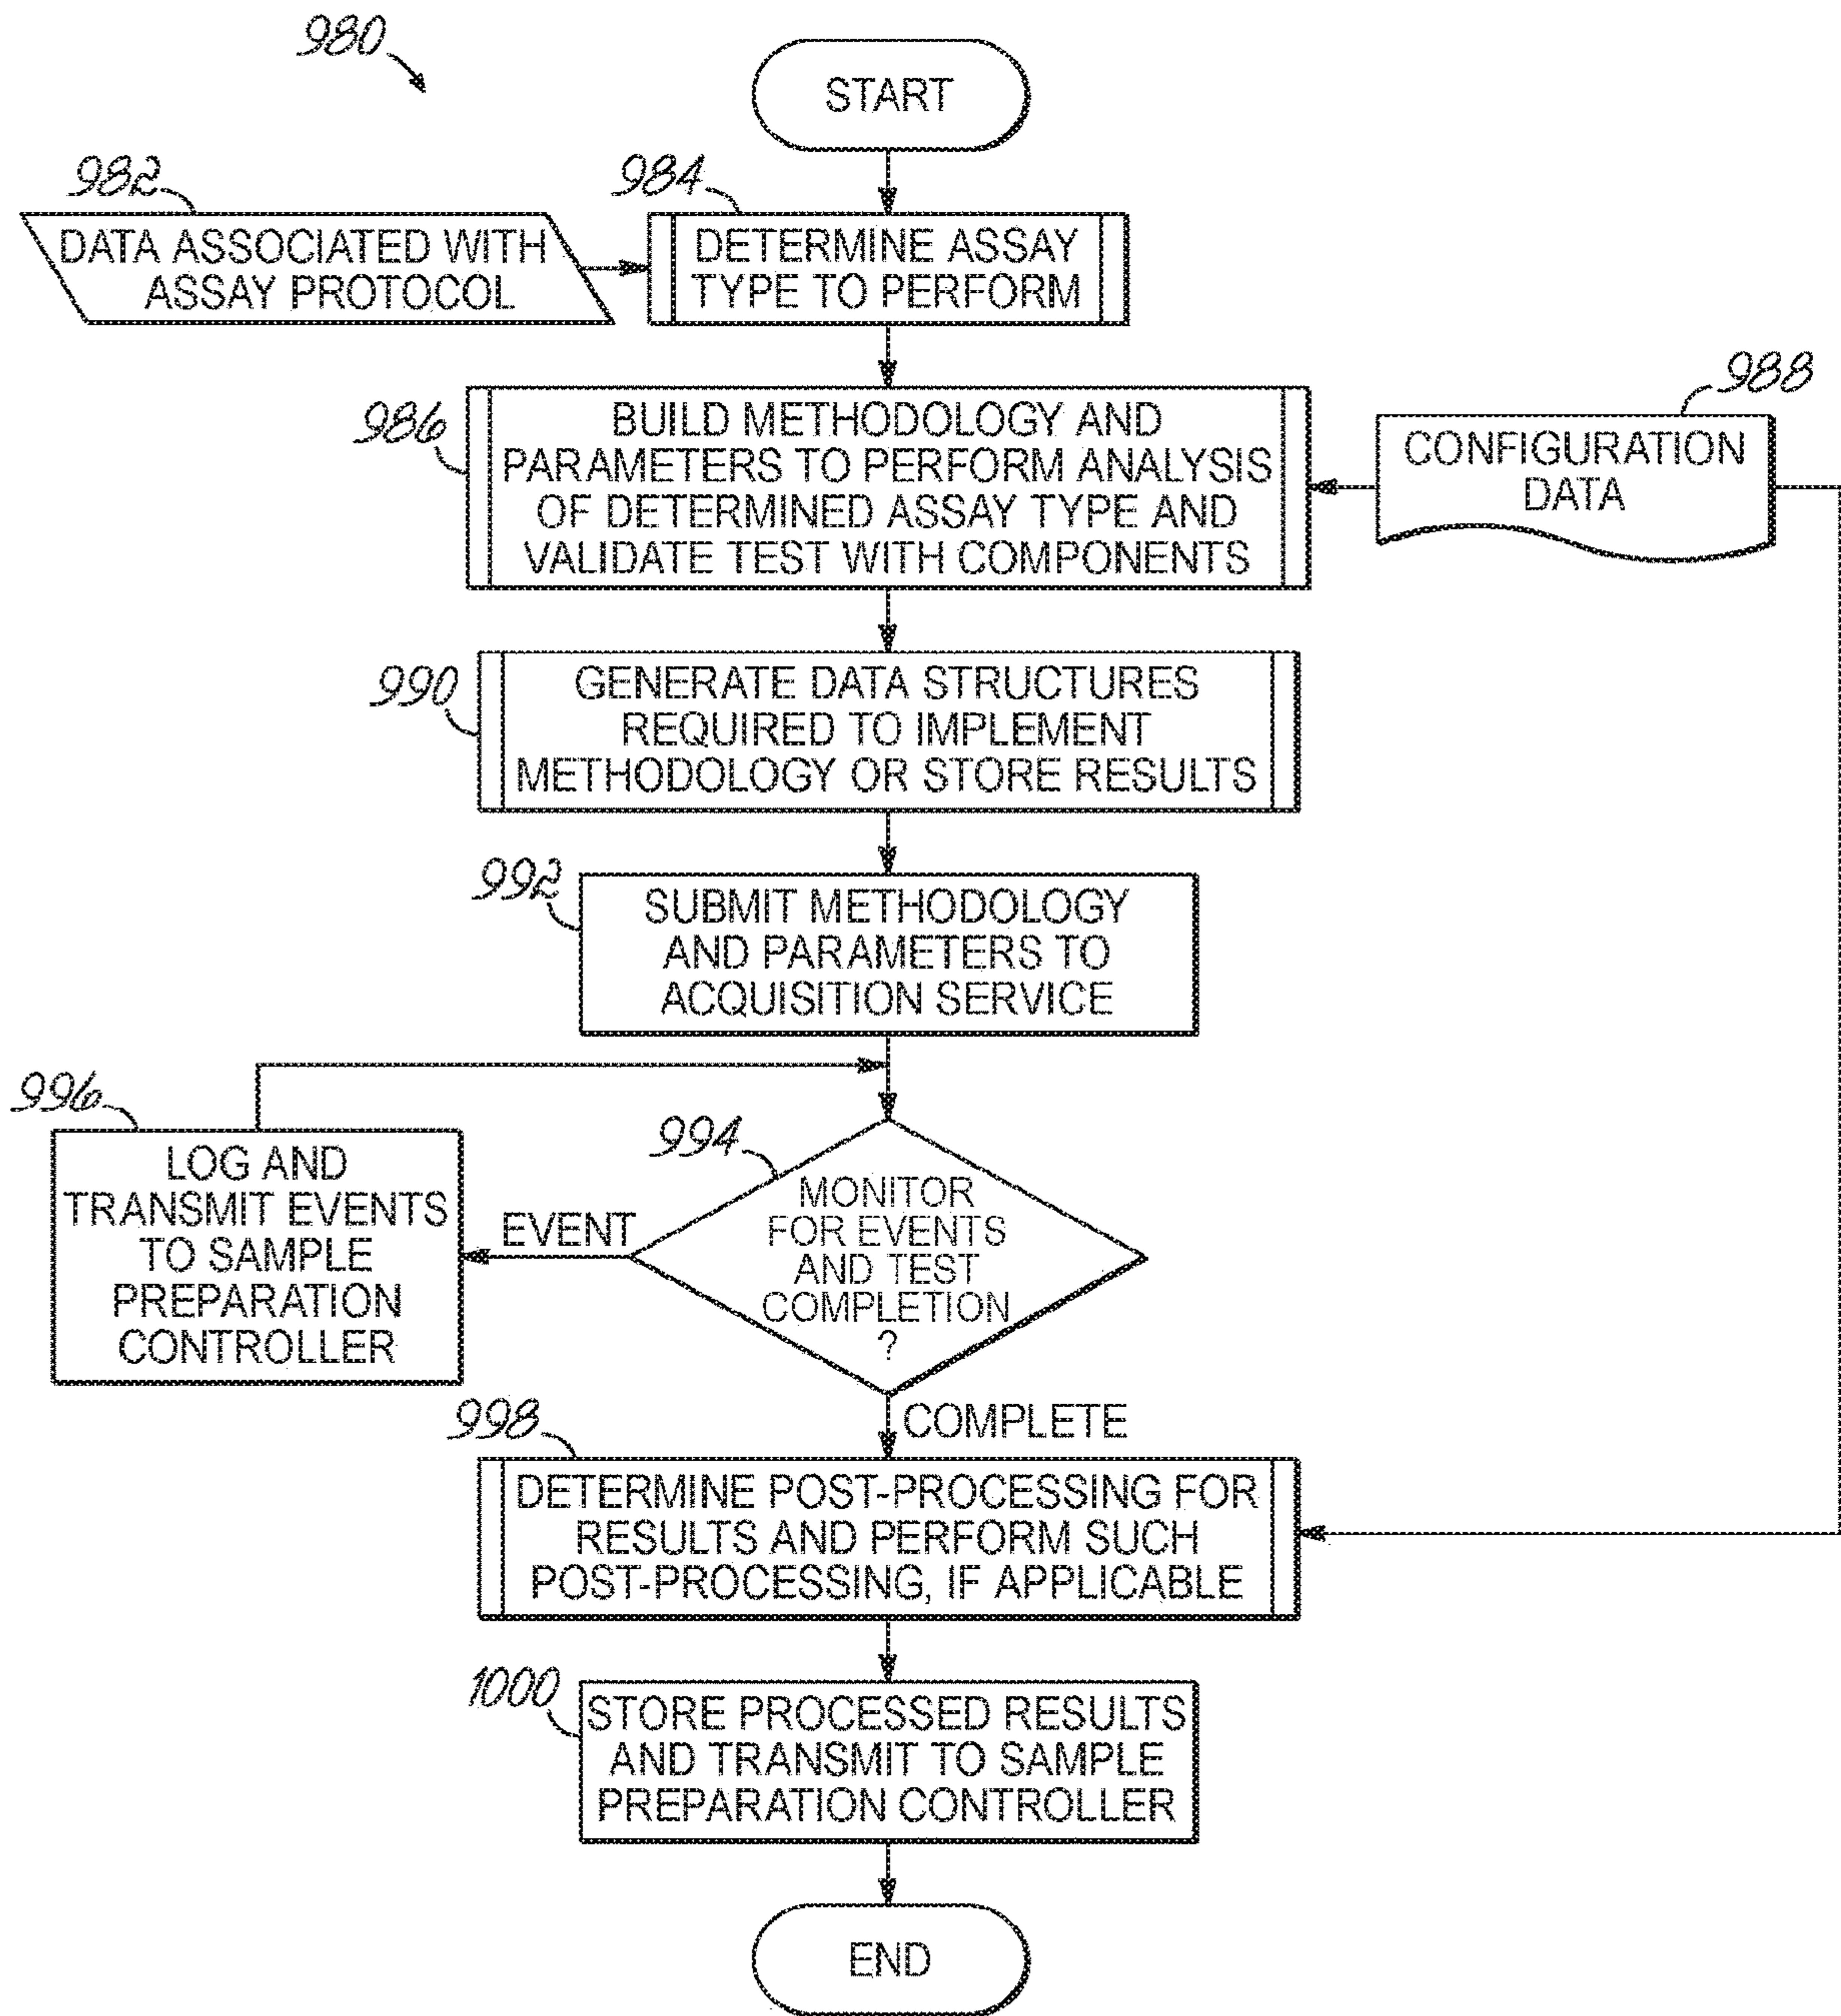 980
START
982
DATA ASSOCIATED WITH
ASSAY PROTOCOL
984
DETERMINE ASSAY
TYPE TO PERFORM
986
BUILD METHODOLOGY AND
PARAMETERS TO PERFORM ANALYSIS
OF DETERMINED ASSAY TYPE AND
VALIDATE TEST WITH COMPONENTS
988
CONFIGURATION
DATA
990
GENERATE DATA STRUCTURES
REQUIRED TO IMPLEMENT
METHODOLOGY OR STORE RESULTS
992
SUBMIT METHODOLOGY
AND PARAMETERS TO
ACQUISITION SERVICE
996
LOG AND
TRANSMIT EVENTS
TO SAMPLE
PREPARATION
CONTROLLER
EVENT
994
MONITOR
FOR EVENTS
AND TEST
COMPLETION
?
COMPLETE
998
DETERMINE POST-PROCESSING FOR
RESULTS AND PERFORM SUCH
POST-PROCESSING, IF APPLICABLE
1000
STORE PROCESSED RESULTS
AND TRANSMIT TO SAMPLE
PREPARATION CONTROLLER
END